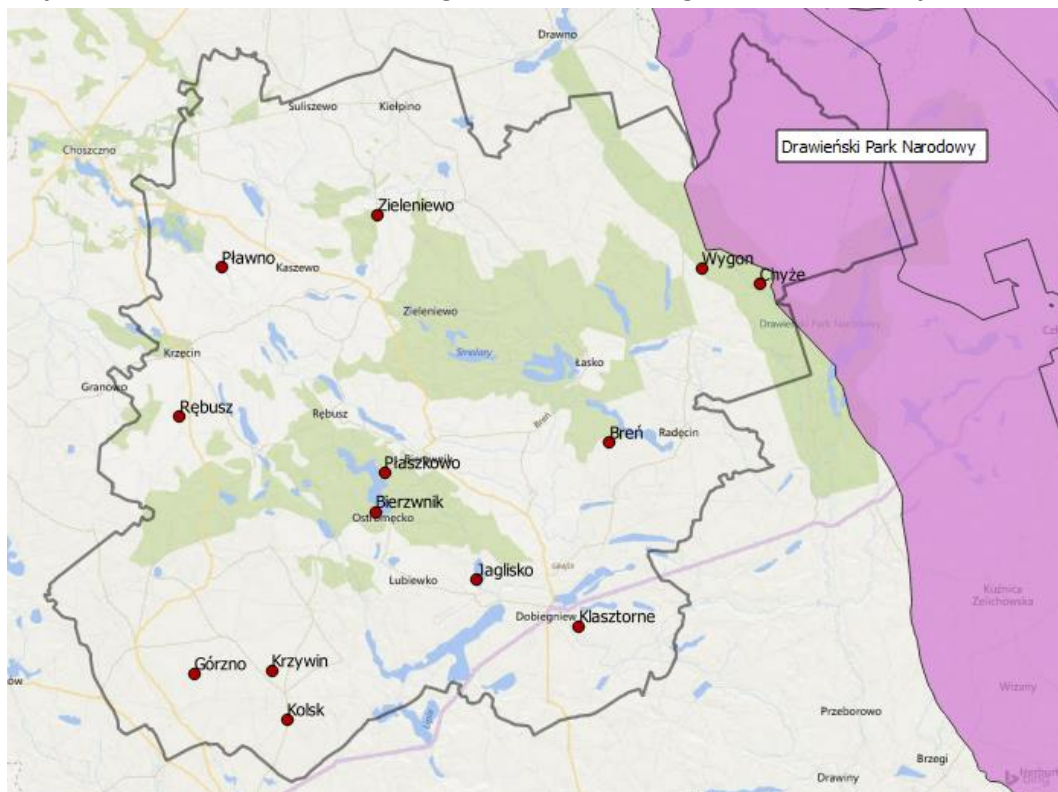 Drawno
Suliszewo
Kiełpino
Choszczno
Drawieński Park Narodowy
Zieleniewo
Pławno
Kaszewo
Wygon
Chyże
Zieleniewo
Drawieński Park Narodowy
Smolary
Krzęcin
Łasko
Granowo
Rębusz
Rębusz
Breń
Breń
Radęcin
Płaszkowo
Bierzwnik
Ostromęcko
Jaglisko
Lubiewko
Kuźnica
Żelichowska
Dobiegniew
Klasztorne
Górzno
Krzywin
Wizany
Kolsk
Lipia
Przeborowo
Brzegi
Drawiny